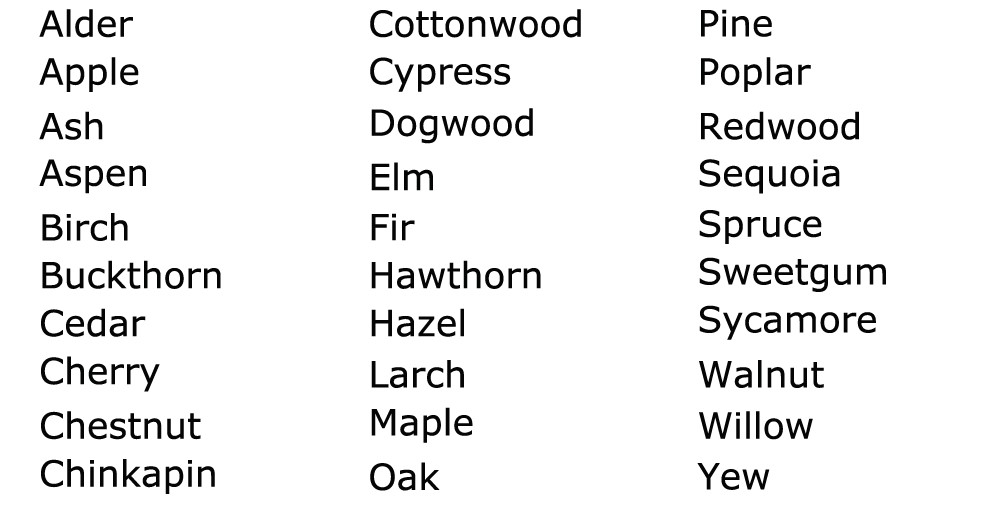 Alder
Apple
Ash
Aspen
Birch
Buckthorn
Cedar
Cherry
Chestnut
Chinkapin
Cottonwood
Cypress
Dogwood
Elm
Fir
Hawthorn
Hazel
Larch
Maple
Oak
Pine
Poplar
Redwood
Sequoia
Spruce
Sweetgum
Sycamore
Walnut
Willow
Yew